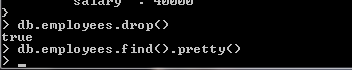 salary : 40000
}
> db.employees.drop()
true
> db.employees.find().pretty()
> _